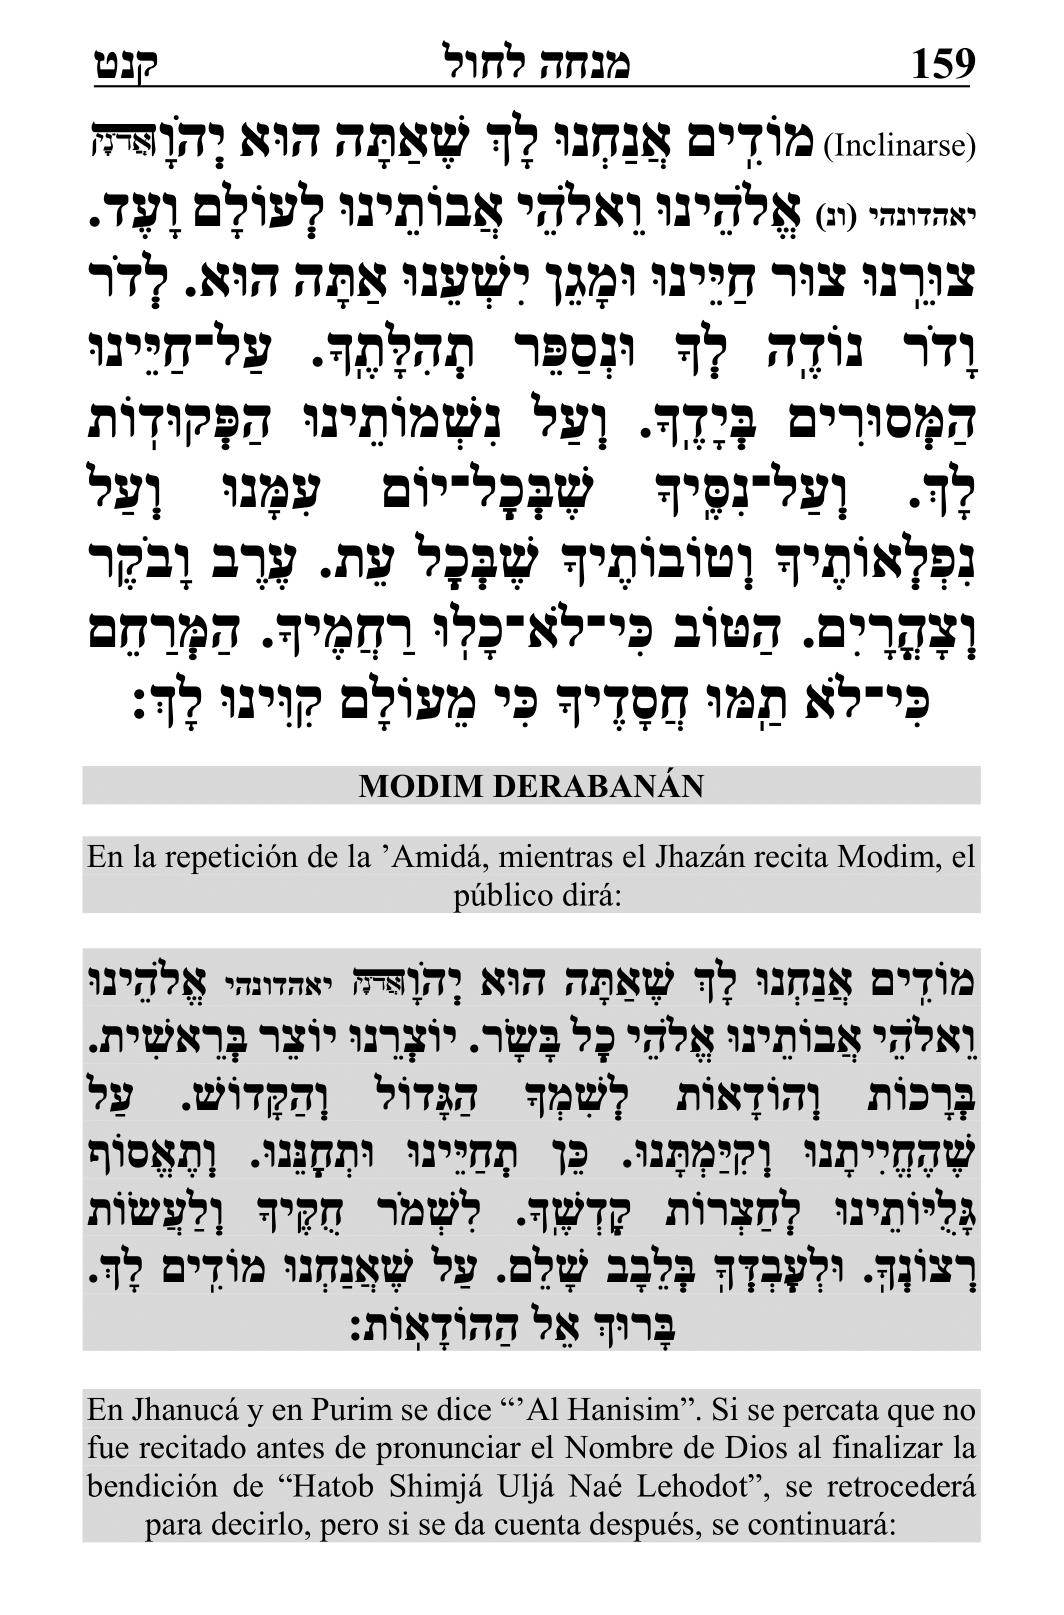 159 מנחה לחול קנט
(Inclinarse) מוֹדִֽים אֲנַחְנוּ לָךְ שֶׁאַתָּה הוּא יְהֹוָהאֲדֹנָי
יאהדונהי (ונ) אֱלֹהֵינוּ וֵאלֹהֵי אֲבוֹתֵינוּ לְעוֹלָם וָעֶד.
צוּרֵֽנוּ צוּר חַיֵּינוּ וּמָגֵן יִשְׁעֵנוּ אַתָּה הוּא. לְדֹר
וָדֹר נוֹדֶֽה לְךָ וּנְסַפֵּר תְּהִלָּתֶֽךָ. עַל־חַיֵּינוּ
הַמְּסוּרִים בְּיָדֶֽךָ. וְעַל נִשְׁמוֹתֵינוּ הַפְּקוּדֽוֹת
לָךְ. וְעַל־נִסֶּֽיךָ שֶׁבְּכׇל־יוֹם עִמָּנוּ וְעַל
נִפְלְאוֹתֶיךָ וְטוֹבוֹתֶיךָ שֶׁבְּכׇל עֵת. עֶרֶב וָבֹקֶר
וְצָהֳרָיִם. הַטּוֹב כִּי־לֹא־כָלֽוּ רַחֲמֶיךָ. הַמְּרַחֵם
כִּי־לֹא תַֽמּוּ חֲסָדֶיךָ כִּי מֵעוֹלָם קִוִּינוּ לָךְ:
MODIM DERABANÁN
En la repetición de la ’Amidá, mientras el Jhazán recita Modim, el
público dirá:
מוֹדִֽים אֲנַחְנוּ לָךְ שֶׁאַתָּה הוּא יְהֹוָהאֲדֹנָי יאהדונהי אֱלֹהֵינוּ
וֵאלֹהֵי אֲבוֹתֵינוּ אֱלֹהֵי כׇל בָּשָׂר. יוֹצְרֵנוּ יוֹצֵר בְּרֵאשִׁית.
בְּרָכוֹת וְהוֹדָאוֹת לְשִׁמְךָ הַגָּדוֹל וְהַקָּדוֹשׁ. עַל
שֶׁהֶחֱיִיתָנוּ וְקִיַּמְתָּנוּ. כֵּן תְּחַיֵּינוּ וּתְחׇנֵּנוּ. וְתֶאֱסוֹף
גָּלֻיּוֹתֵינוּ לְחַצְרוֹת קׇדְשֶֽׁךָ. לִשְׁמֹר חֻקֶּיךָ וְלַעֲשׂוֹת
רְצוֹנְךָ. וּלְעׇבְדְּךָֽ בְּלֵבָב שָׁלֵם. עַל שֶׁאֲנַחְנוּ מוֹדִֽים לָךְ.
בָּרוּךְ אֵל הַהוֹדָאֽוֹת:
En Jhanucá y en Purim se dice “’Al Hanisim”. Si se percata que no
fue recitado antes de pronunciar el Nombre de Dios al finalizar la
bendición de “Hatob Shimjá Uljá Naé Lehodot”, se retrocederá
para decirlo, pero si se da cuenta después, se continuará: